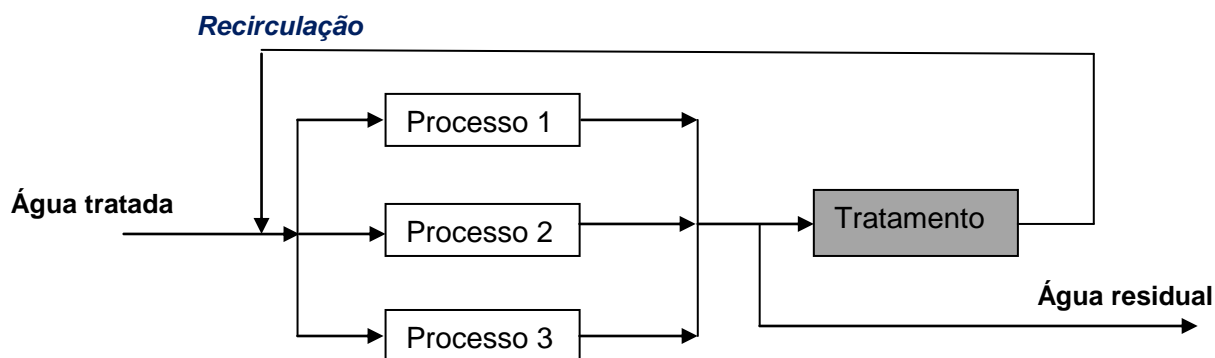 Recirculação
Processo 1
Água tratada
Processo 2
Tratamento
Água residual
Processo 3